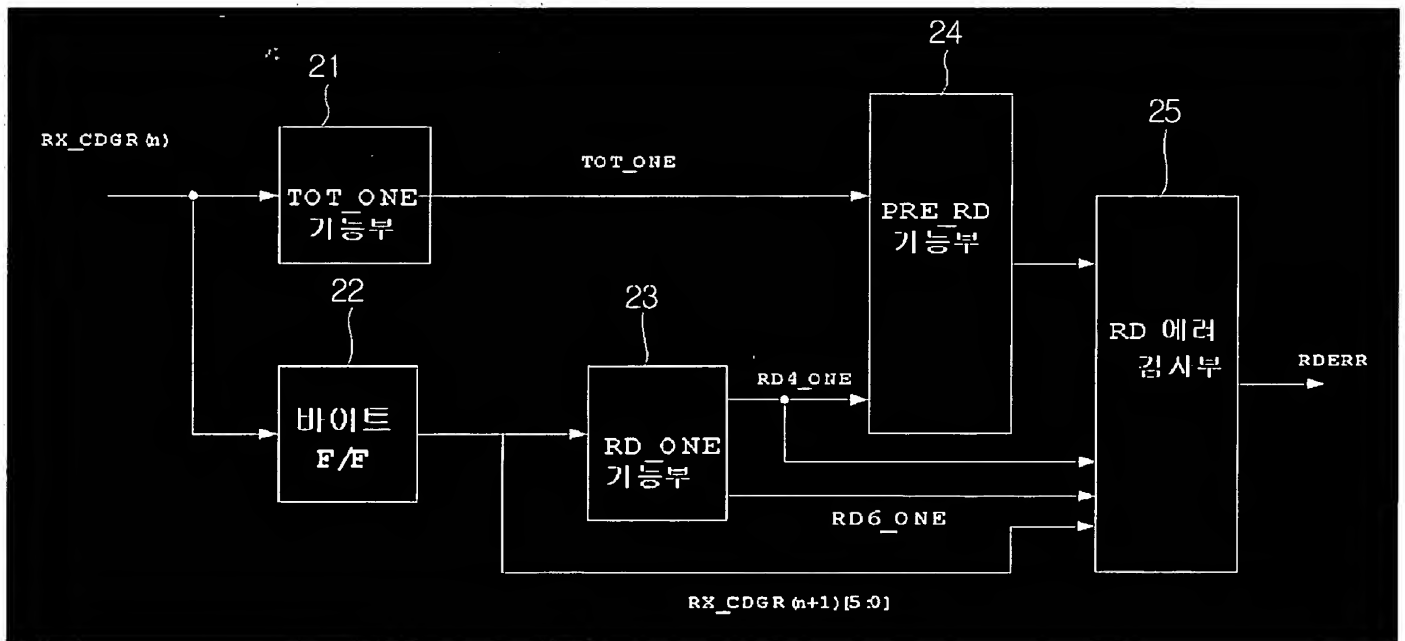 24
21
25
RX_CDGR(n)
TOT_ONE
TOT_ONE
기능부
PRE_RD
기능부
22
23
RD 에러
검사부
RDERR
RD4_ONE
바이트
F/F
RD_ONE
기능부
RD6_ONE
RX_CDGR(n+1)[5:0]